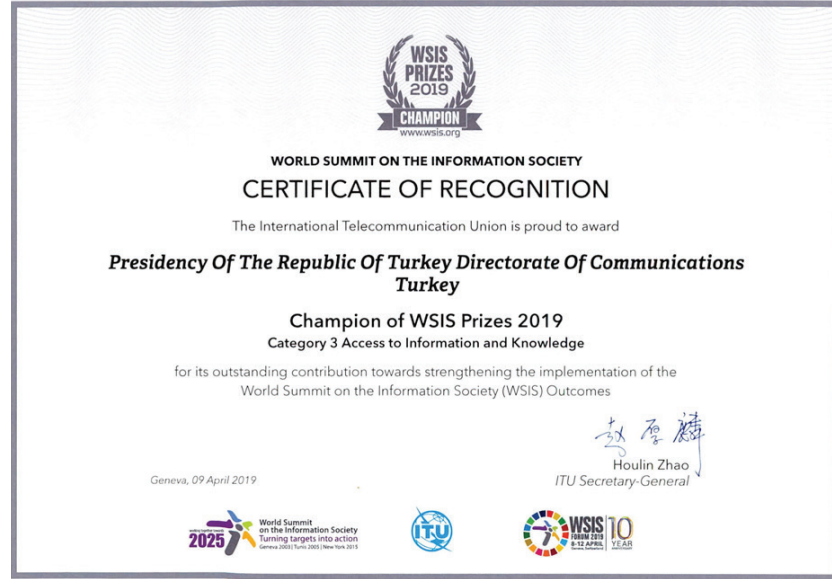 WSIS
PRIZES
2019
CHAMPION
www.wsis.org
WORLD SUMMIT ON THE INFORMATION SOCIETY
CERTIFICATE OF RECOGNITION
The International Telecommunication Union is proud to award
Presidency Of The Republic Of Turkey Directorate Of Communications
Turkey
Champion of WSIS Prizes 2019
Category 3 Access to Information and Knowledge
for its outstanding contribution towards strengthening the implementation of the
World Summit on the Information Society (WSIS) Outcomes
赵厚麟
Houlin Zhao
Geneva, 09 April 2019
ITU Secretary-General
2025
World Summit
on the Information Society
Turning targets into action
Geneva 2003 | Tunis 2005 | New York 2015
ITU
WSIS
FORUM 2019
8-12 APRIL
Geneva, Switzerland
10
YEAR